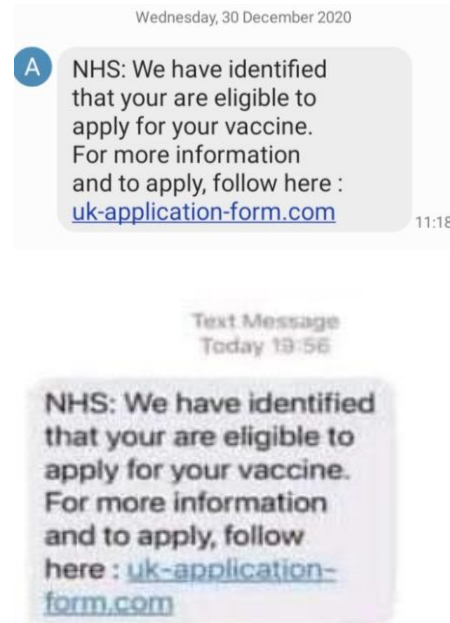 Wednesday, 30 December 2020
A
NHS: We have identified
that your are eligible to
apply for your vaccine.
For more information
and to apply, follow here :
uk-application-form.com
11:18
Text Message
Today 19:56
NHS: We have identified
that your are eligible to
apply for your vaccine.
For more information
and to apply, follow
here : uk-application-
form.com